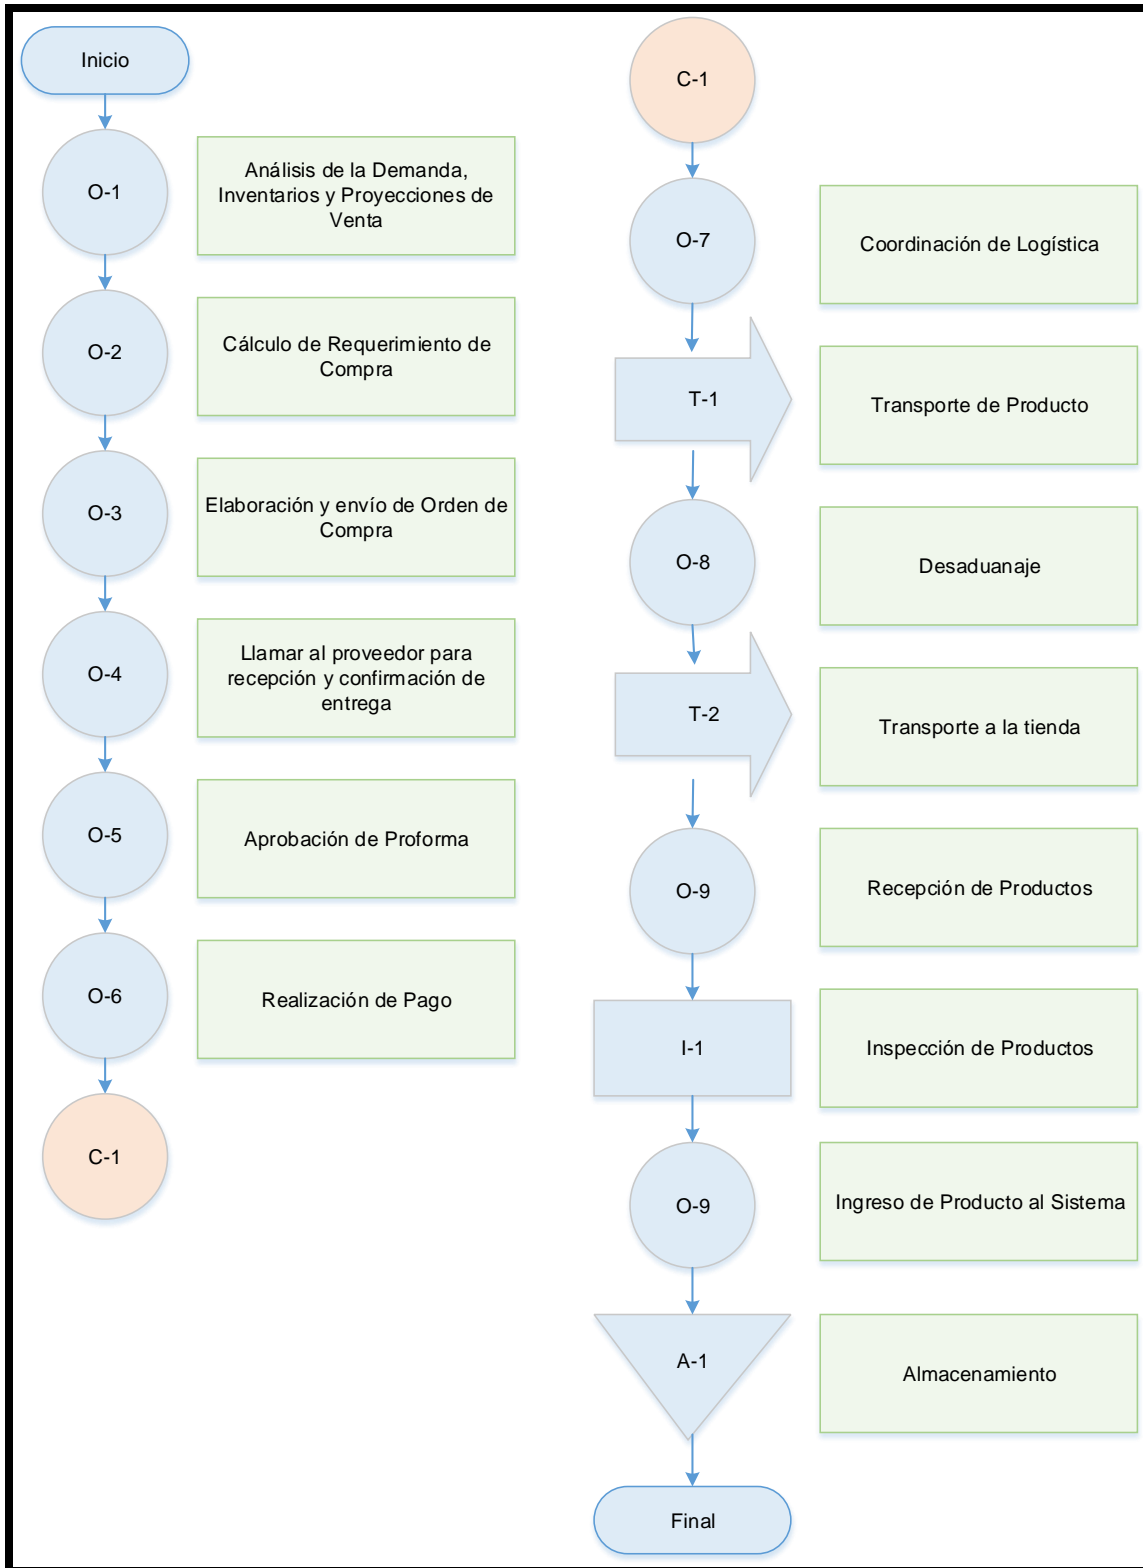 Inicio
O-1
Análisis de la Demanda,
Inventarios y Proyecciones de
Venta
O-2
Cálculo de Requerimiento de
Compra
O-3
Elaboración y envío de Orden de
Compra
O-4
Llamar al proveedor para
recepción y confirmación de
entrega
O-5
Aprobación de Proforma
O-6
Realización de Pago
C-1
C-1
O-7
Coordinación de Logística
T-1
Transporte de Producto
O-8
Desaduanaje
T-2
Transporte a la tienda
O-9
Recepción de Productos
I-1
Inspección de Productos
O-9
Ingreso de Producto al Sistema
A-1
Almacenamiento
Final